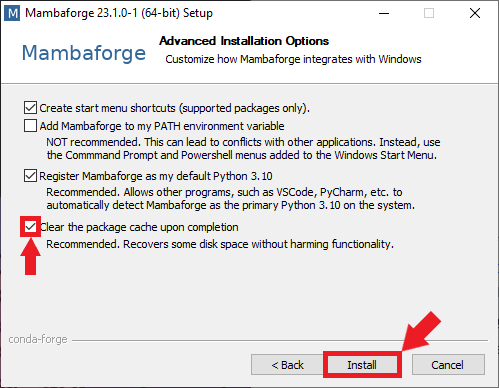 M Mambaforge 23.1.0-1 (64-bit) Setup
Mambaforge
Advanced Installation Options
Customize how Mambaforge integrates with Windows
Create start menu shortcuts (supported packages only).
Add Mambaforge to my PATH environment variable
NOT recommended. This can lead to conflicts with other applications. Instead, use
the Commmand Prompt and Powershell menus added to the Windows Start Menu.
Register Mambaforge as my default Python 3.10
Recommended. Allows other programs, such as VSCode, PyCharm, etc. to
automatically detect Mambaforge as the primary Python 3.10 on the system.
Clear the package cache upon completion
Recommended. Recovers some disk space without harming functionality.
conda-forge
< Back Install Cancel